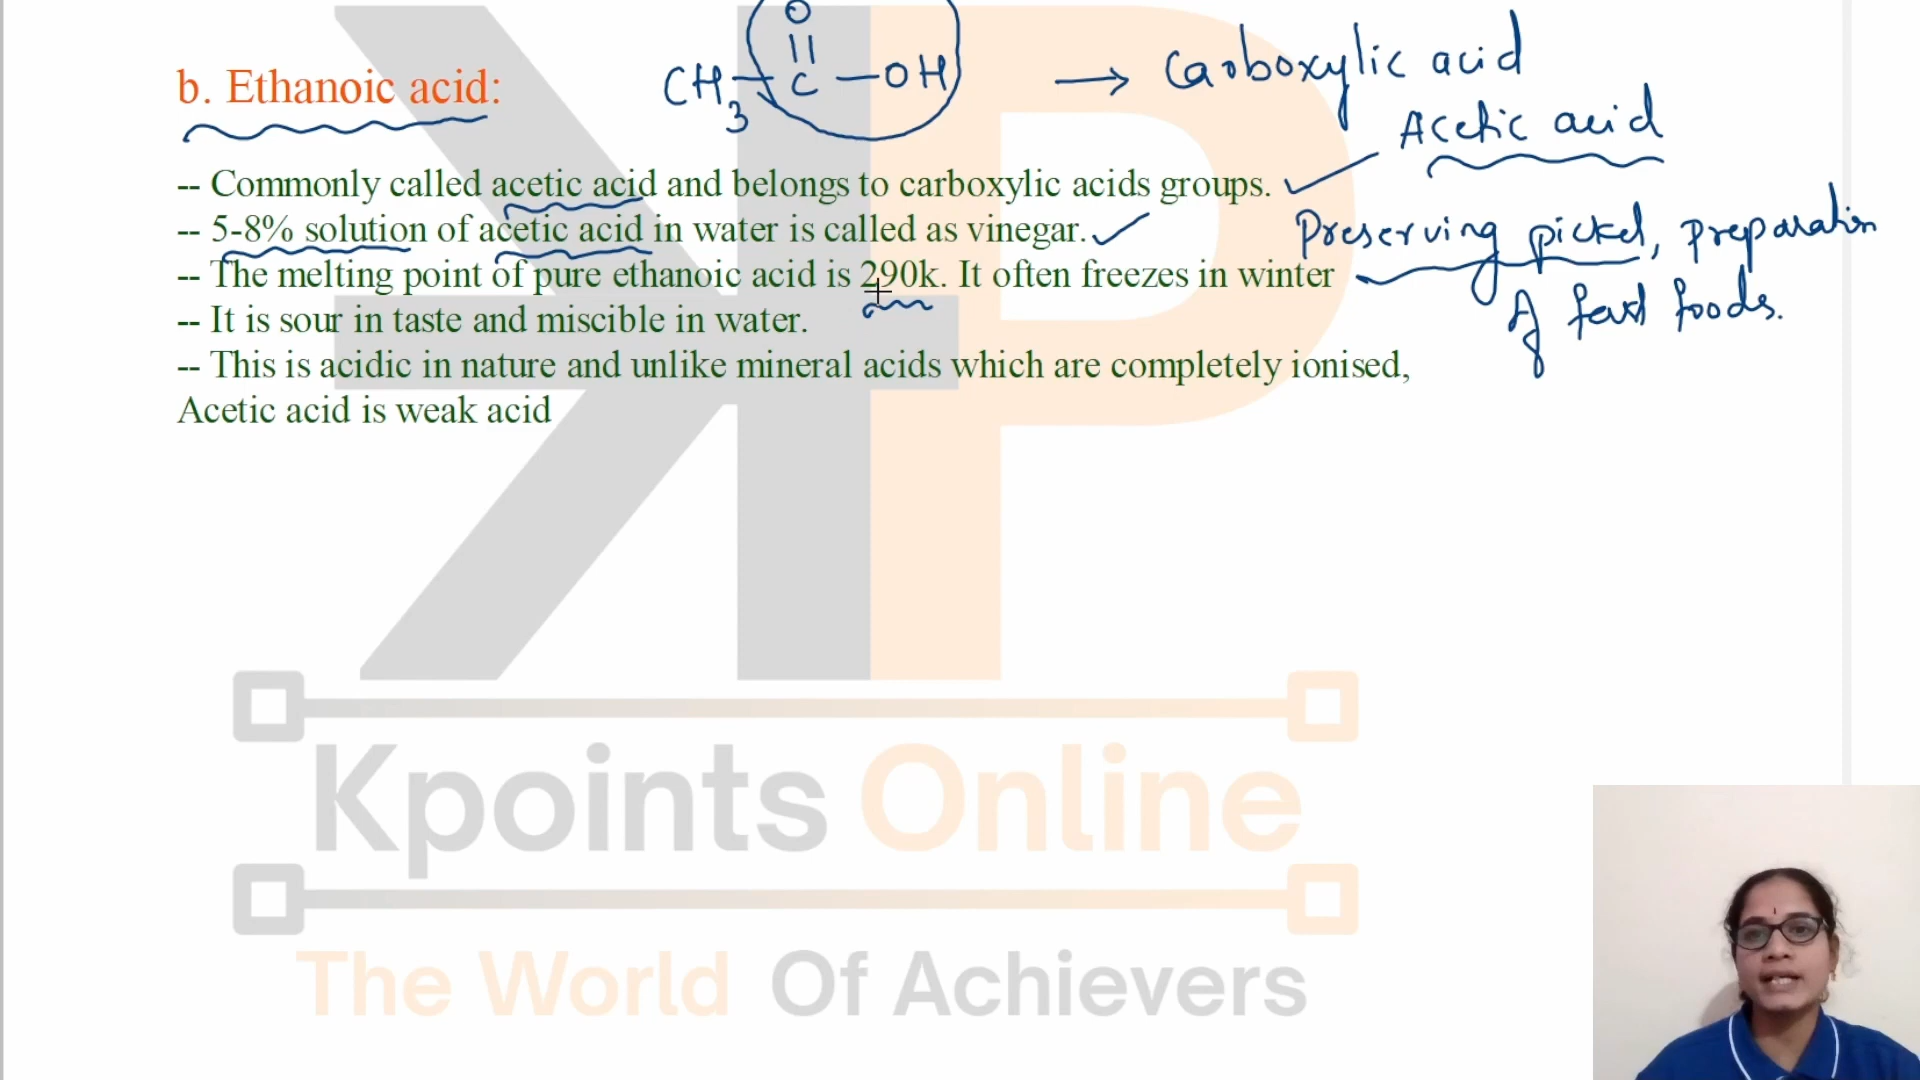 O
||
b. Ethanoic acid: CH3 - C - OH → Carboxylic acid
Acetic acid
-- Commonly called acetic acid and belongs to carboxylic acids groups.
-- 5-8% solution of acetic acid in water is called as vinegar.
Preserving pickel, preparation
-- The melting point of pure ethanoic acid is 290k. It often freezes in winter
of fast foods.
-- It is sour in taste and miscible in water.
-- This is acidic in nature and unlike mineral acids which are completely ionised,
Acetic acid is weak acid
KP
Kpoints Online
The World Of Achievers